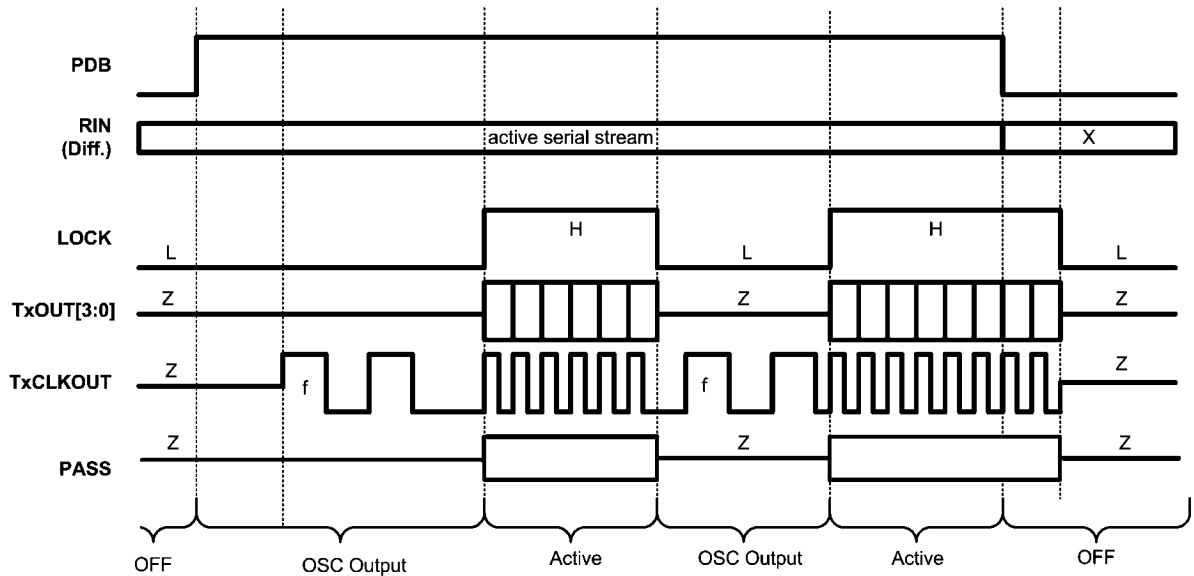 PDB
RIN
(Diff.)
active serial stream
X
LOCK
L
H
L
H
L
TxOUT[3:0]
Z
Z
Z
TxCLKOUT
Z
f
f
Z
PASS
Z
Z
Z
OFF
OSC Output
Active
OSC Output
Active
OFF